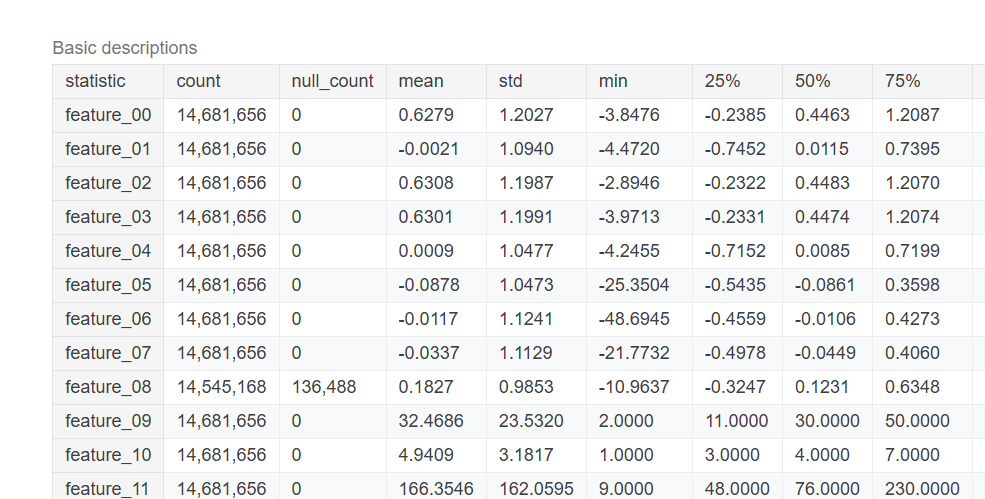 Basic descriptions
statistic count null_count mean std min 25% 50% 75%
feature_00 14,681,656 0 0.6279 1.2027 -3.8476 -0.2385 0.4463 1.2087
feature_01 14,681,656 0 -0.0021 1.0940 -4.4720 -0.7452 0.0115 0.7395
feature_02 14,681,656 0 0.6308 1.1987 -2.8946 -0.2322 0.4483 1.2070
feature_03 14,681,656 0 0.6301 1.1991 -3.9713 -0.2331 0.4474 1.2074
feature_04 14,681,656 0 0.0009 1.0477 -4.2455 -0.7152 0.0085 0.7199
feature_05 14,681,656 0 -0.0878 1.0473 -25.3504 -0.5435 -0.0861 0.3598
feature_06 14,681,656 0 -0.0117 1.1241 -48.6945 -0.4559 -0.0106 0.4273
feature_07 14,681,656 0 -0.0337 1.1129 -21.7732 -0.4978 -0.0449 0.4060
feature_08 14,545,168 136,488 0.1827 0.9853 -10.9637 -0.3247 0.1231 0.6348
feature_09 14,681,656 0 32.4686 23.5320 2.0000 11.0000 30.0000 50.0000
feature_10 14,681,656 0 4.9409 3.1817 1.0000 3.0000 4.0000 7.0000
feature_11 14,681,656 0 166.3546 162.0595 9.0000 48.0000 76.0000 230.0000